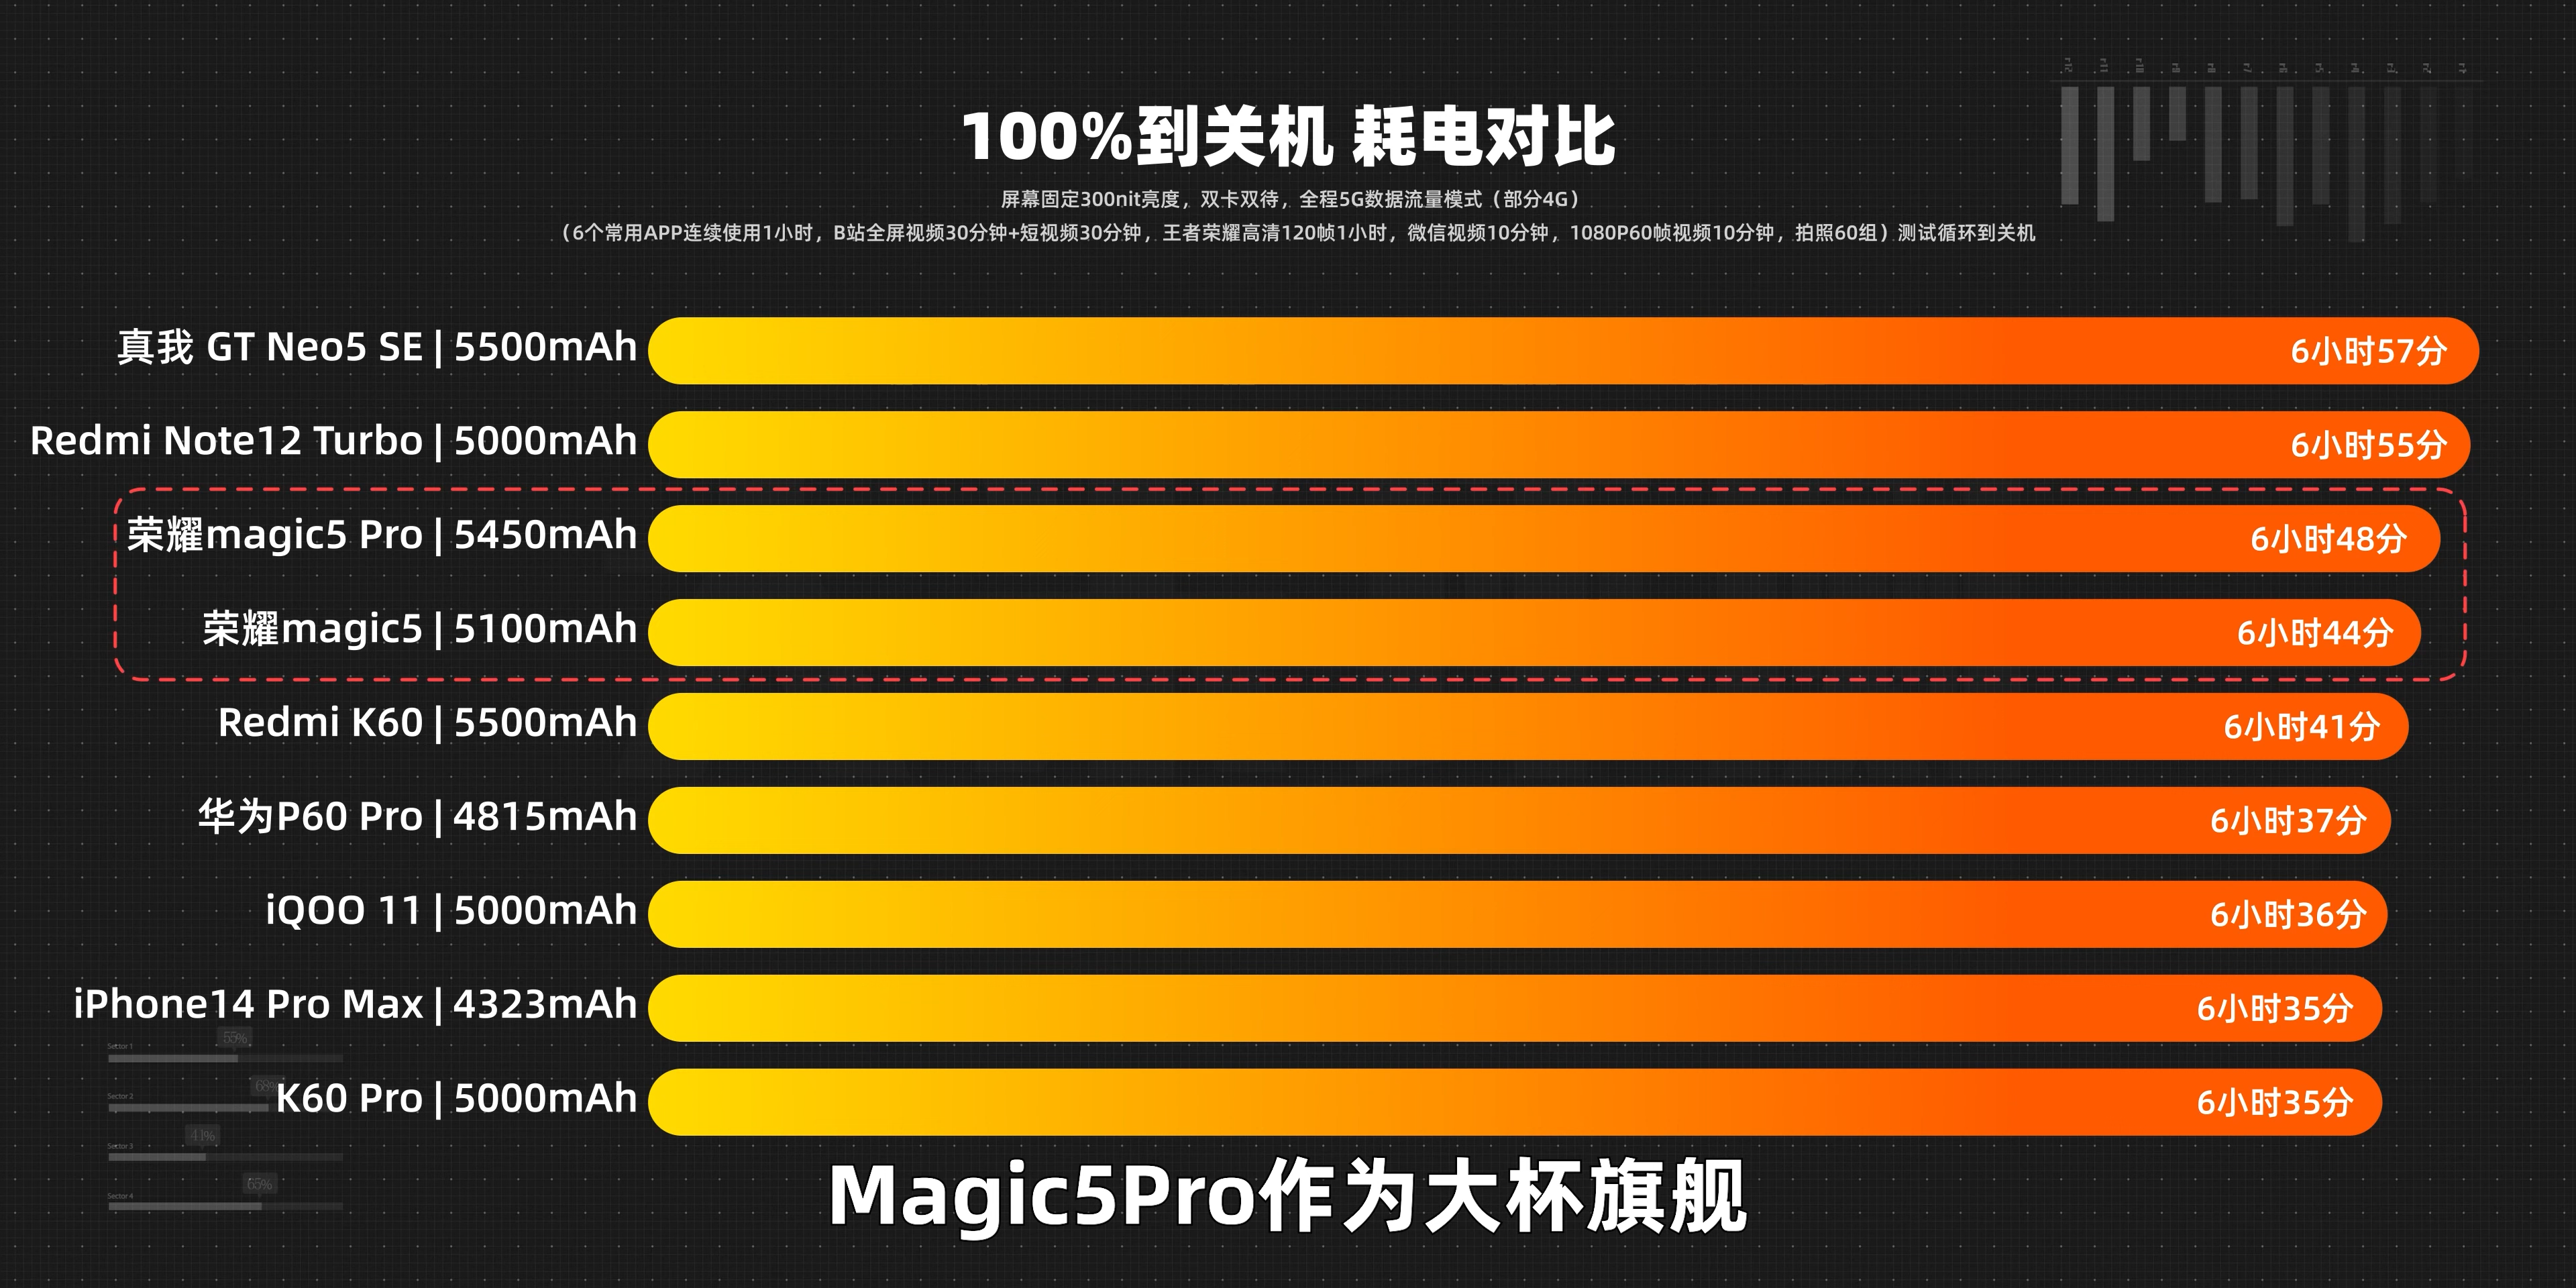 100%到关机 耗电对比
屏幕固定300nit亮度，双卡双待，全程5G数据流量模式（部分4G）
（6个常用APP连续使用1小时，B站全屏视频30分钟+短视频30分钟，王者荣耀高清120帧1小时，微信视频10分钟，1080P60帧视频10分钟，拍照60组）测试循环到关机
真我 GT Neo5 SE | 5500mAh 6小时57分
Redmi Note12 Turbo | 5000mAh 6小时55分
荣耀magic5 Pro | 5450mAh 6小时48分
荣耀magic5 | 5100mAh 6小时44分
Redmi K60 | 5500mAh 6小时41分
华为P60 Pro | 4815mAh 6小时37分
iQOO 11 | 5000mAh 6小时36分
iPhone14 Pro Max | 4323mAh 6小时35分
K60 Pro | 5000mAh 6小时35分
Sector 1 55%
Sector 2 68%
Sector 3 41%
Sector 4 65%
Magic5Pro作为大杯旗舰